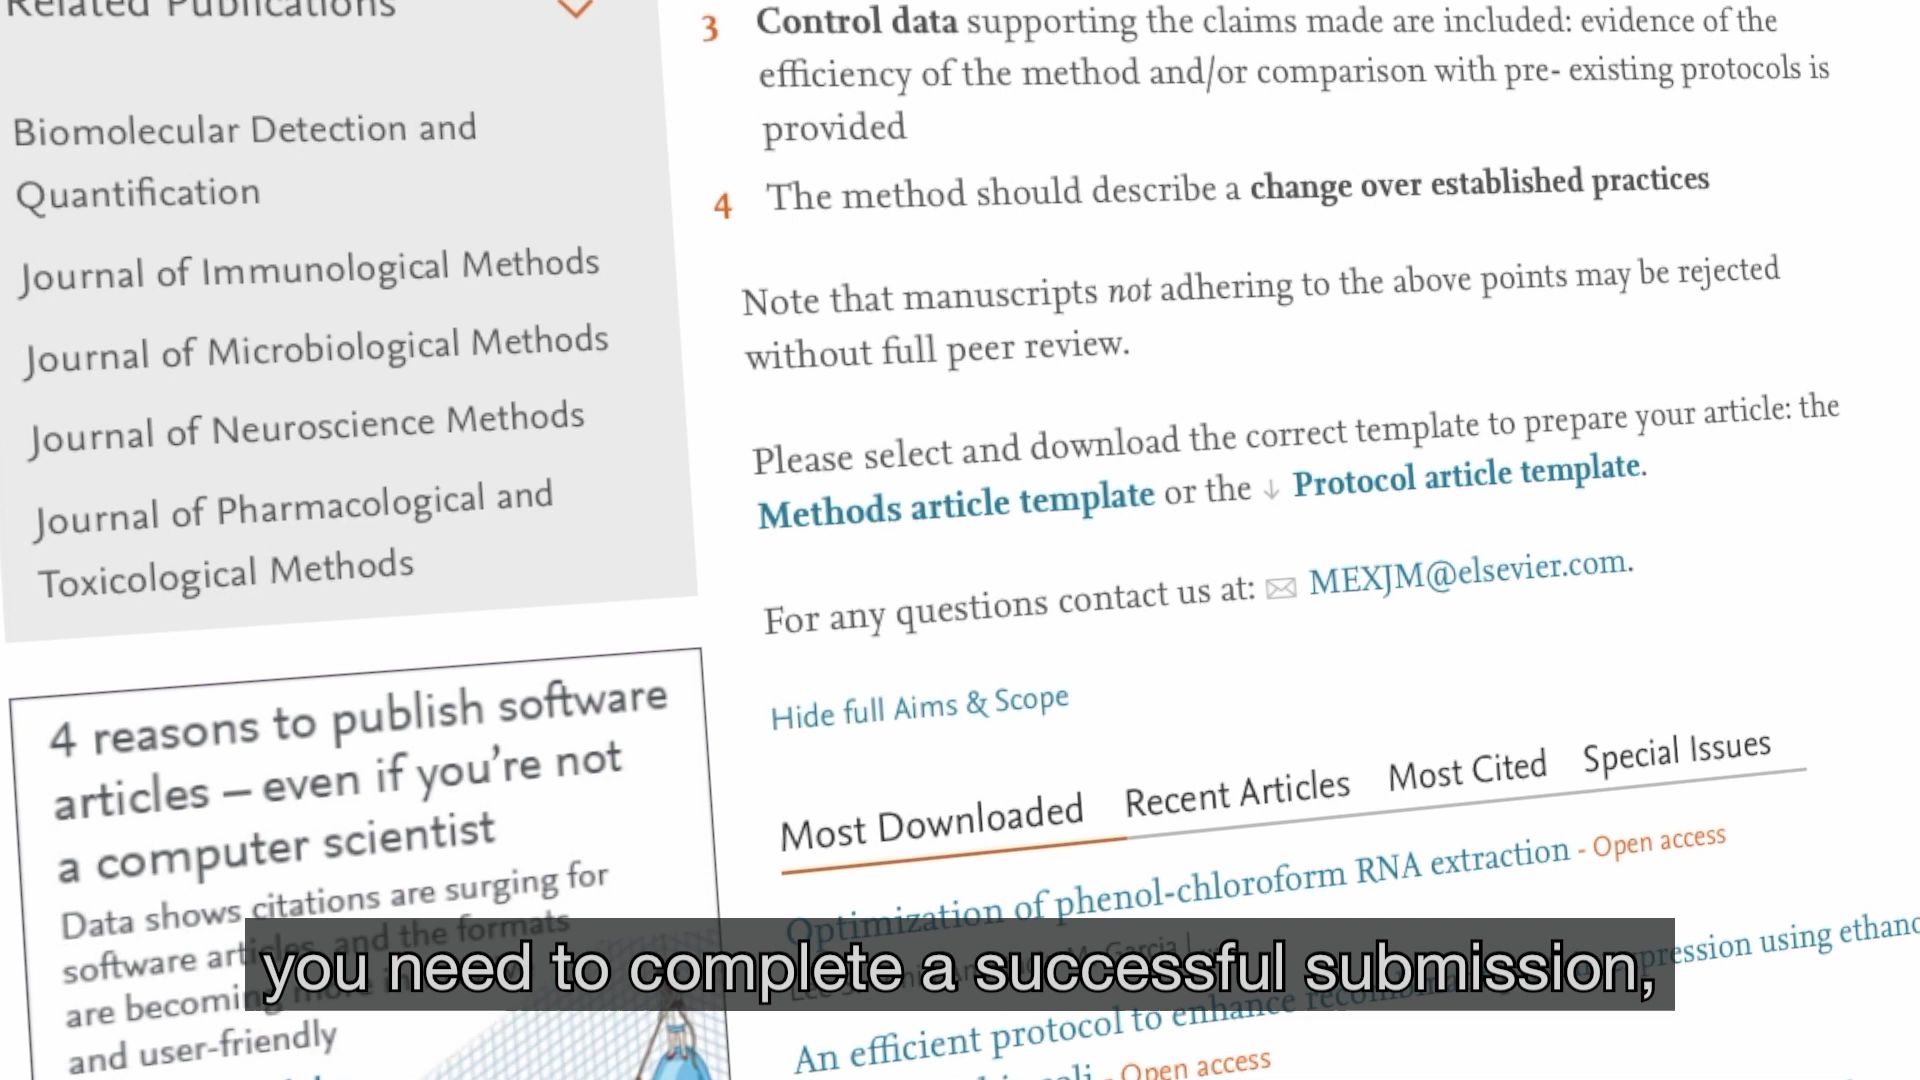 Related Publications
Biomolecular Detection and
Quantification
Journal of Immunological Methods
Journal of Microbiological Methods
Journal of Neuroscience Methods
Journal of Pharmacological and
Toxicological Methods
4 reasons to publish software
articles – even if you're not
a computer scientist
Data shows citations are surging for
software articles, and the formats
are becoming more
and user-friendly
3 Control data supporting the claims made are included: evidence of the
efficiency of the method and/or comparison with pre- existing protocols is
provided
4 The method should describe a change over established practices
Note that manuscripts not adhering to the above points may be rejected
without full peer review.
Please select and download the correct template to prepare your article: the
Methods article template or the ↓ Protocol article template.
For any questions contact us at: MEXJM@elsevier.com.
Hide full Aims & Scope
Most Downloaded Recent Articles Most Cited Special Issues
Optimization of phenol-chloroform RNA extraction - Open access
An efficient protocol to enhance using
- Open access
you need to complete a successful submission,